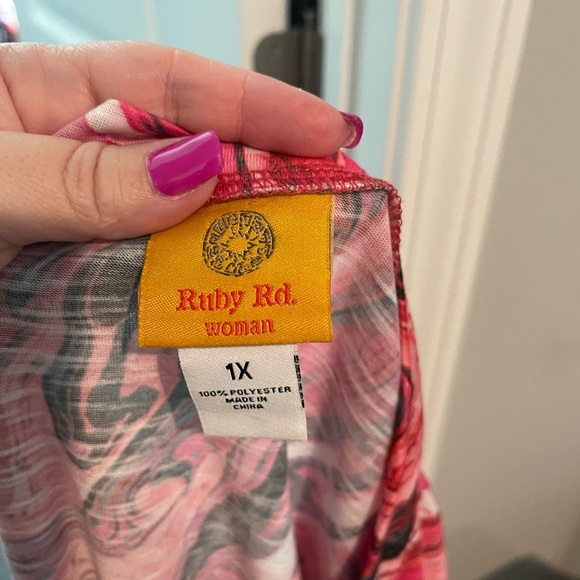 Ruby Rd.
WOMAN
1X
100% POLYESTER
MADE IN
CHINA